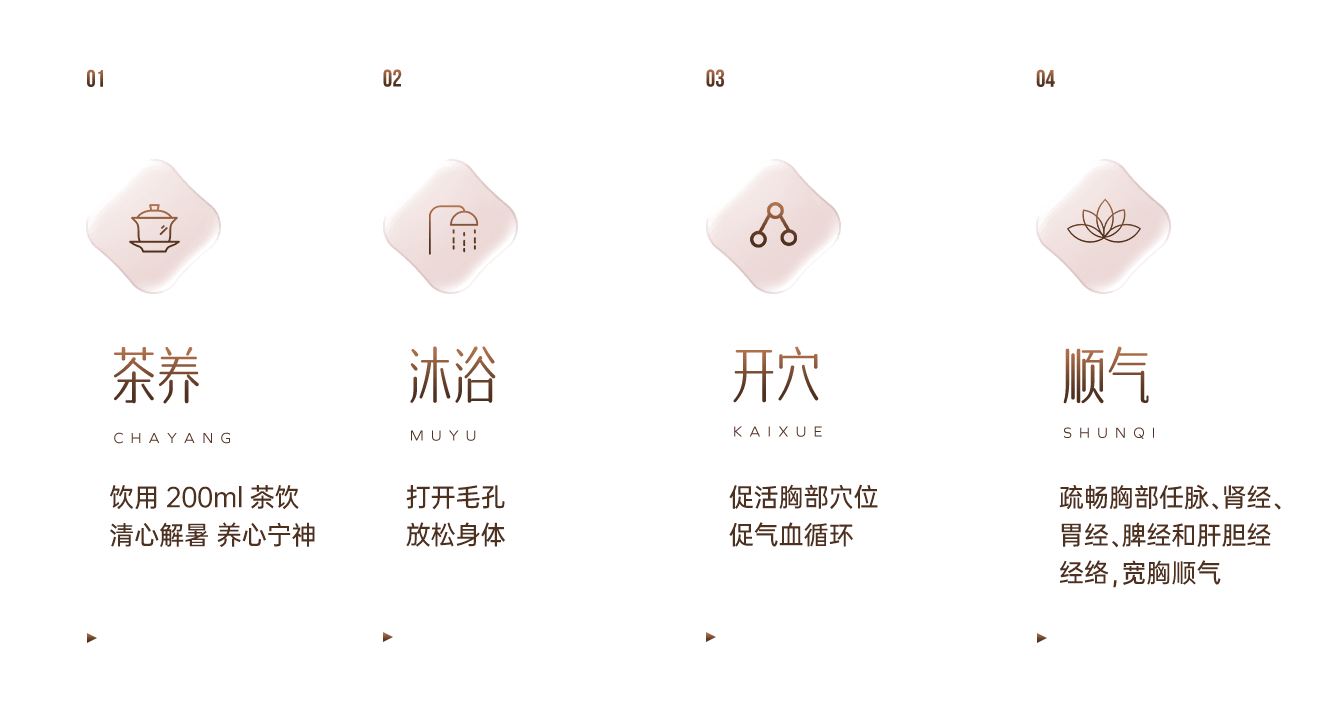 01
茶养
CHAYANG
饮用 200ml 茶饮
清心解暑 养心宁神
02
沐浴
MUYU
打开毛孔
放松身体
03
开穴
KAIXUE
促活胸部穴位
促气血循环
04
顺气
SHUNQI
疏畅胸部任脉、肾经、
胃经、脾经和肝胆经
经络,宽胸顺气